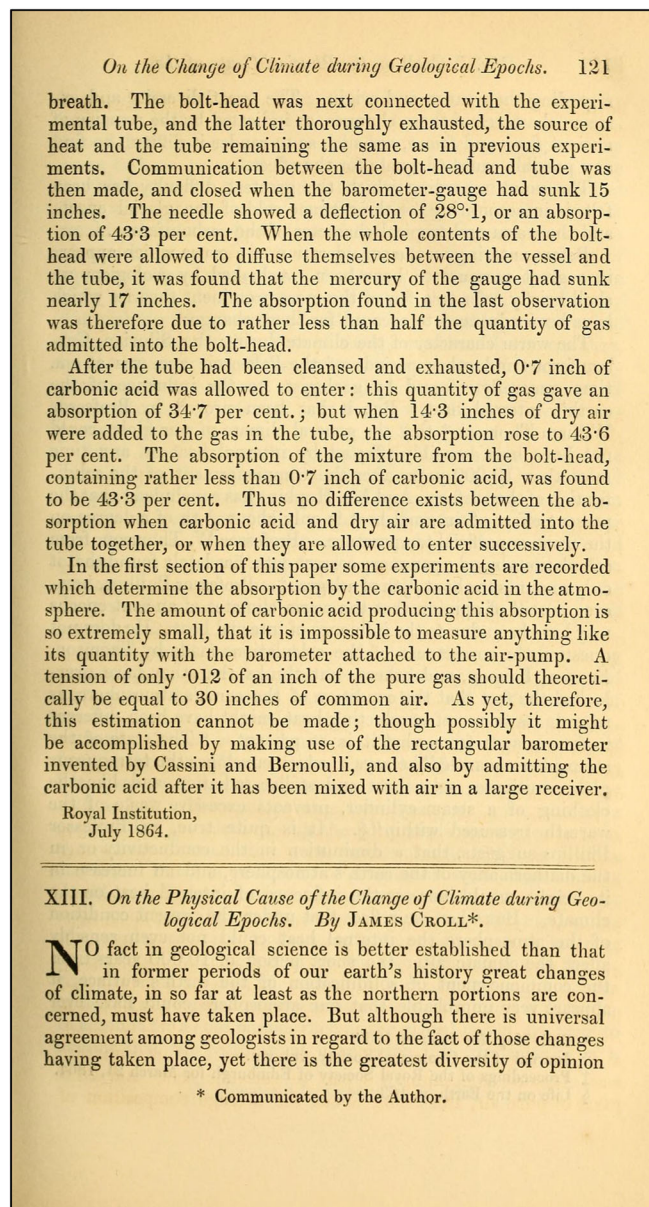 On the Change of Climate during Geological Epochs. 121
breath. The bolt-head was next connected with the experi-
mental tube, and the latter thoroughly exhausted, the source of
heat and the tube remaining the same as in previous experi-
ments. Communication between the bolt-head and tube was
then made, and closed when the barometer-gauge had sunk 15
inches. The needle showed a deflection of 28°·1, or an absorp-
tion of 43·3 per cent. When the whole contents of the bolt-
head were allowed to diffuse themselves between the vessel and
the tube, it was found that the mercury of the gauge had sunk
nearly 17 inches. The absorption found in the last observation
was therefore due to rather less than half the quantity of gas
admitted into the bolt-head.
After the tube had been cleansed and exhausted, 0·7 inch of
carbonic acid was allowed to enter: this quantity of gas gave an
absorption of 34·7 per cent.; but when 14·3 inches of dry air
were added to the gas in the tube, the absorption rose to 43·6
per cent. The absorption of the mixture from the bolt-head,
containing rather less than 0·7 inch of carbonic acid, was found
to be 43·3 per cent. Thus no difference exists between the ab-
sorption when carbonic acid and dry air are admitted into the
tube together, or when they are allowed to enter successively.
In the first section of this paper some experiments are recorded
which determine the absorption by the carbonic acid in the atmo-
sphere. The amount of carbonic acid producing this absorption is
so extremely small, that it is impossible to measure anything like
its quantity with the barometer attached to the air-pump. A
tension of only ·012 of an inch of the pure gas should theoreti-
cally be equal to 30 inches of common air. As yet, therefore,
this estimation cannot be made; though possibly it might
be accomplished by making use of the rectangular barometer
invented by Cassini and Bernoulli, and also by admitting the
carbonic acid after it has been mixed with air in a large receiver.
Royal Institution,
July 1864.
XIII. On the Physical Cause of the Change of Climate during Geo-
logical Epochs. By JAMES CROLL*.
NO fact in geological science is better established than that
in former periods of our earth's history great changes
of climate, in so far at least as the northern portions are con-
cerned, must have taken place. But although there is universal
agreement among geologists in regard to the fact of those changes
having taken place, yet there is the greatest diversity of opinion
* Communicated by the Author.